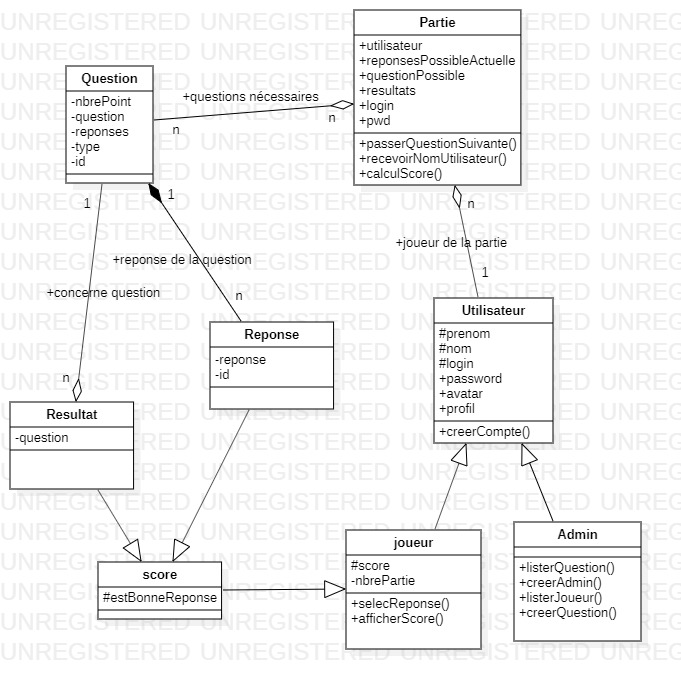 Partie
+utilisateur
+reponsesPossibleActuelle
+questionPossible
+resultats
+login
+pwd
+passerQuestionSuivante()
+recevoirNomUtilisateur()
+calculScore()
Question
-nbrePoint
-question
-reponses
-type
-id
+questions nécessaires
n
n
1
1
n
+joueur de la partie
1
+reponse de la question
+concerne question
n
n
Utilisateur
#prenom
#nom
#login
+password
+avatar
+profil
+creerCompte()
Reponse
-reponse
-id
Resultat
-question
joueur
#score
-nbrePartie
+selecReponse()
+afficherScore()
Admin
+listerQuestion()
+creerAdmin()
+listerJoueur()
+creerQuestion()
score
#estBonneReponse
UNREGISTERED UNREGISTERED UNREGISTERED UNREGISTERED